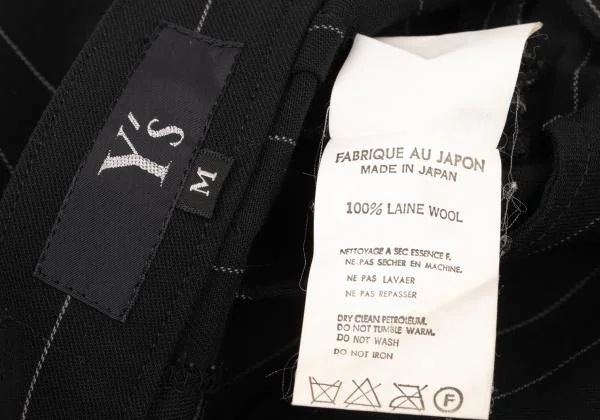 Y's
M
FABRIQUE AU JAPON
MADE IN JAPAN
100% LAINE WOOL
NETTOYAGE A SEC ESSENCE F.
NE PAS SECHER EN MACHINE.
NE PAS LAVAER
NE PAS REPASSER
DRY CLEAN PETROLEUM.
DO NOT TUMBLE WARM.
DO NOT WASH
DO NOT IRON
F